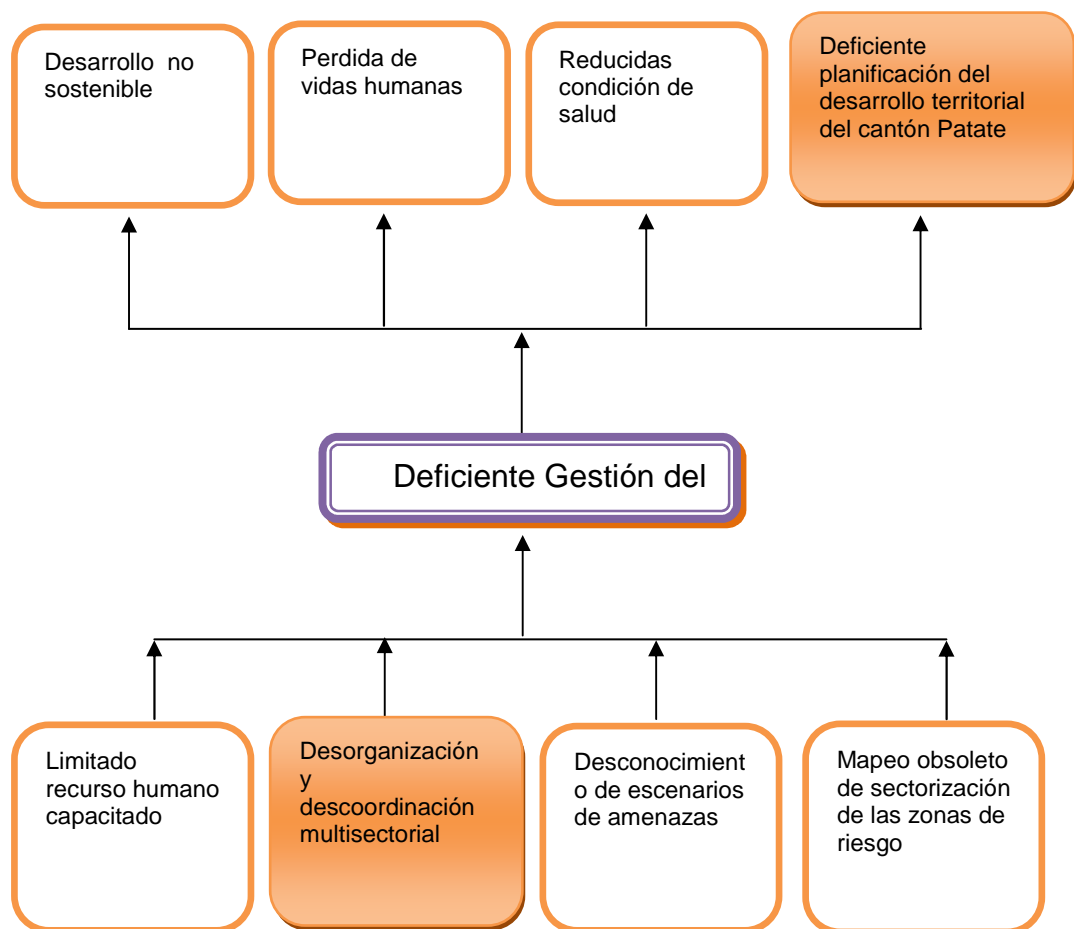 Desarrollo no
sostenible
Perdida de
vidas humanas
Reducidas
condición de
salud
Deficiente
planificación del
desarrollo territorial
del cantón Patate
Deficiente Gestión del
Limitado
recurso humano
capacitado
Desorganización
y
descoordinación
multisectorial
Desconocimient
o de escenarios
de amenazas
Mapeo obsoleto
de sectorización
de las zonas de
riesgo